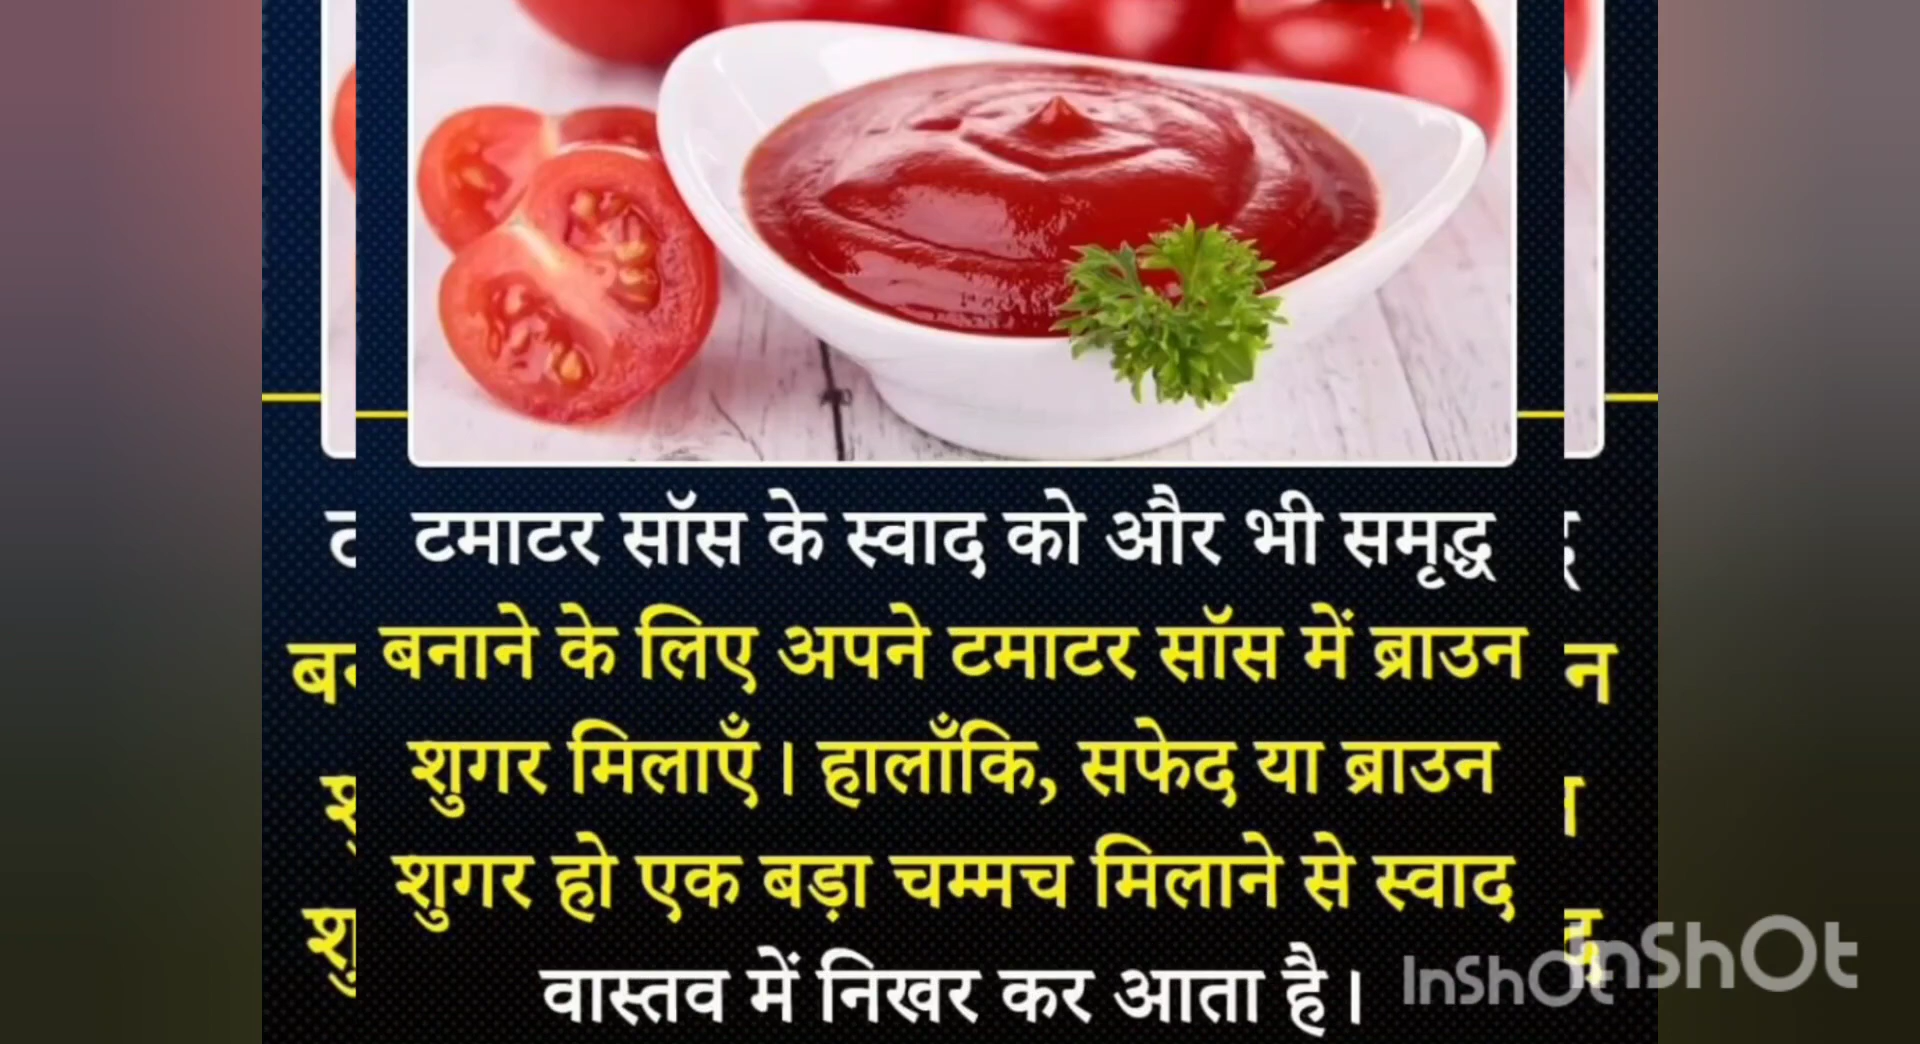 टमाटर सॉस के स्वाद को और भी समृद्ध
बनाने के लिए अपने टमाटर सॉस में ब्राउन
शुगर मिलाएँ। हालाँकि, सफेद या ब्राउन
शुगर हो एक बड़ा चम्मच मिलाने से स्वाद
वास्तव में निखर कर आता है।
InShOt
InShOt